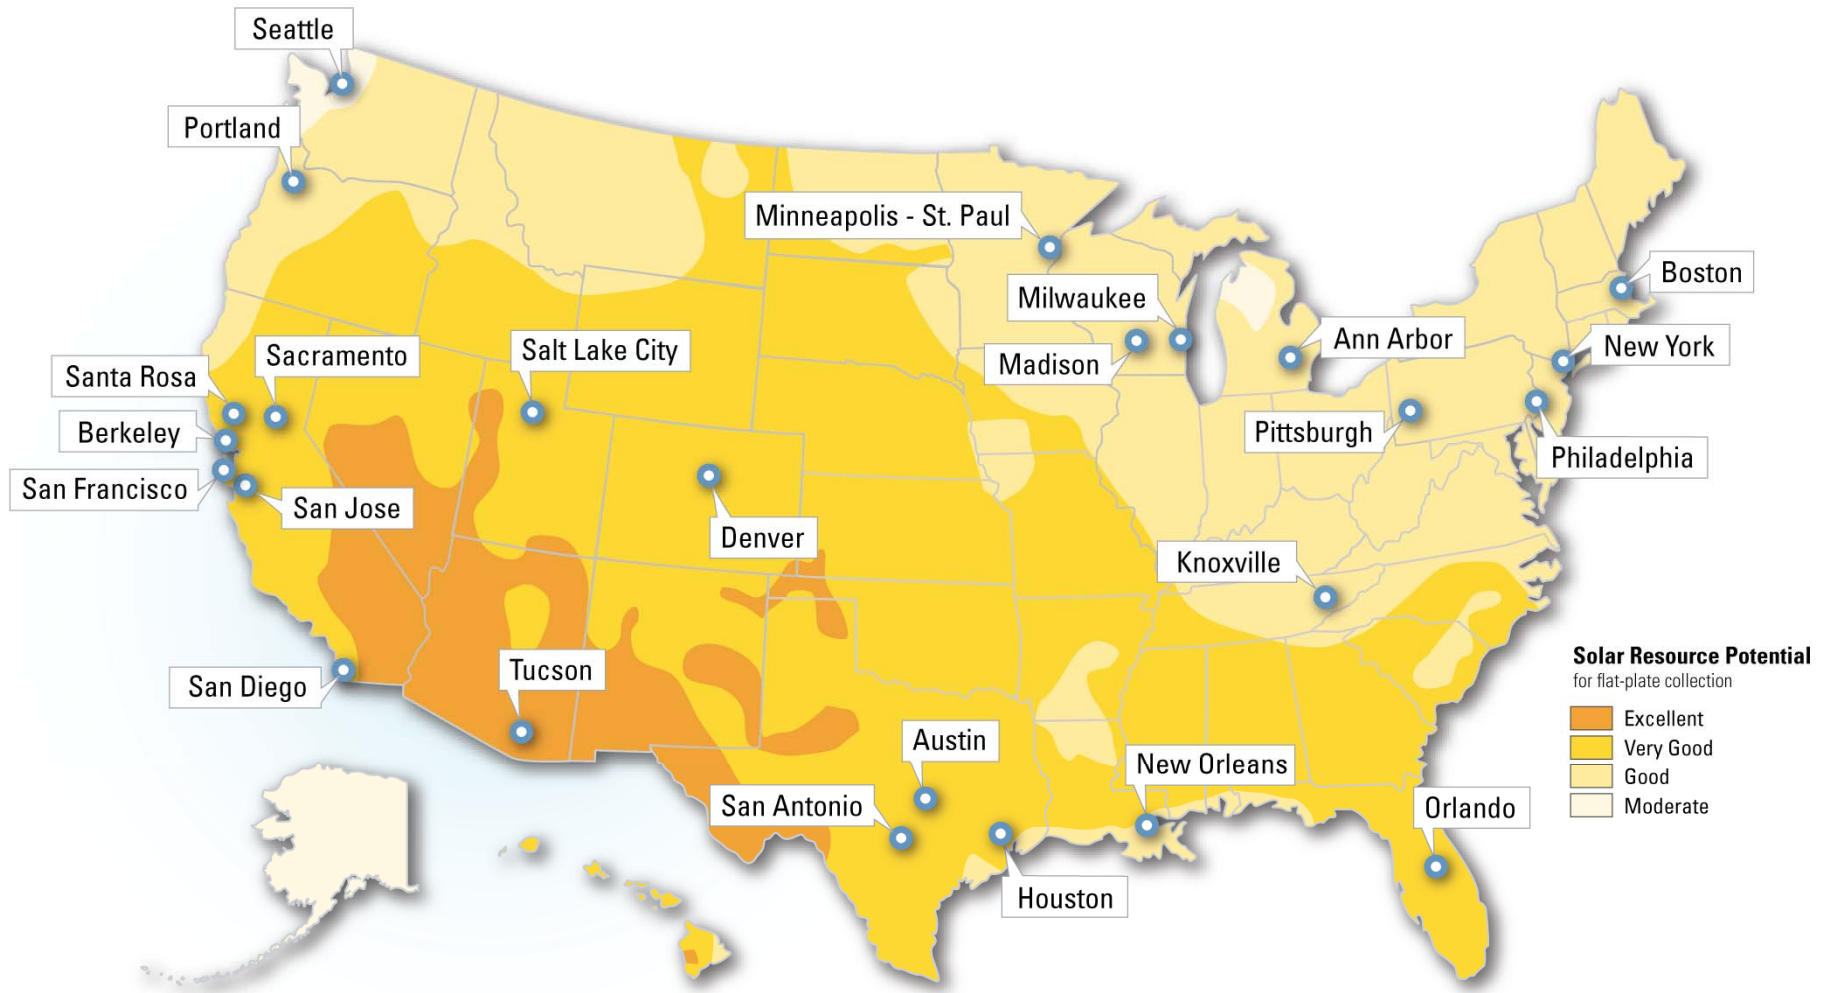 Seattle
Portland
Minneapolis - St. Paul
Boston
Milwaukee
Ann Arbor
New York
Madison
Salt Lake City
Sacramento
Santa Rosa
Berkeley
San Francisco
San Jose
Pittsburgh
Philadelphia
Denver
Knoxville
San Diego
Tucson
Austin
San Antonio
New Orleans
Houston
Orlando
Solar Resource Potential
for flat-plate collection
Excellent
Very Good
Good
Moderate